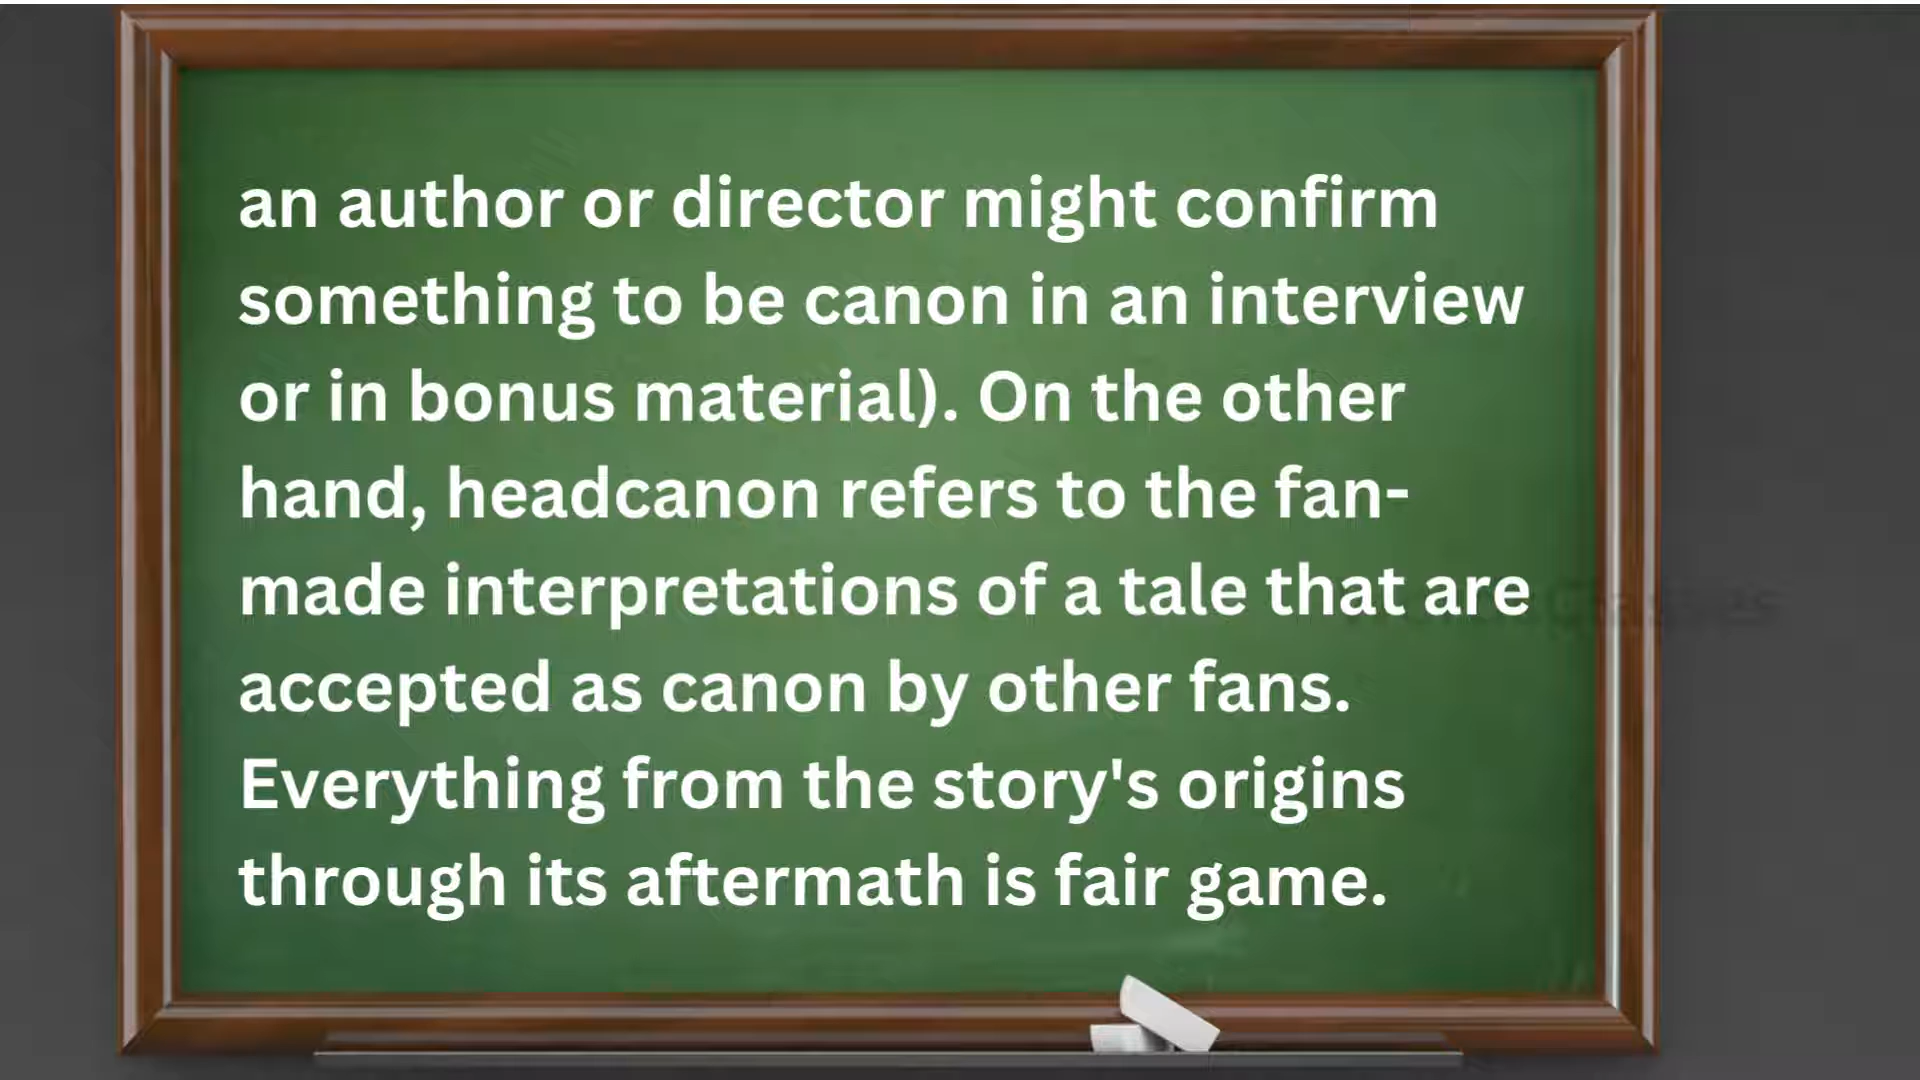 an author or director might confirm
something to be canon in an interview
or in bonus material). On the other
hand, headcanon refers to the fan-
made interpretations of a tale that are
accepted as canon by other fans.
Everything from the story's origins
through its aftermath is fair game.